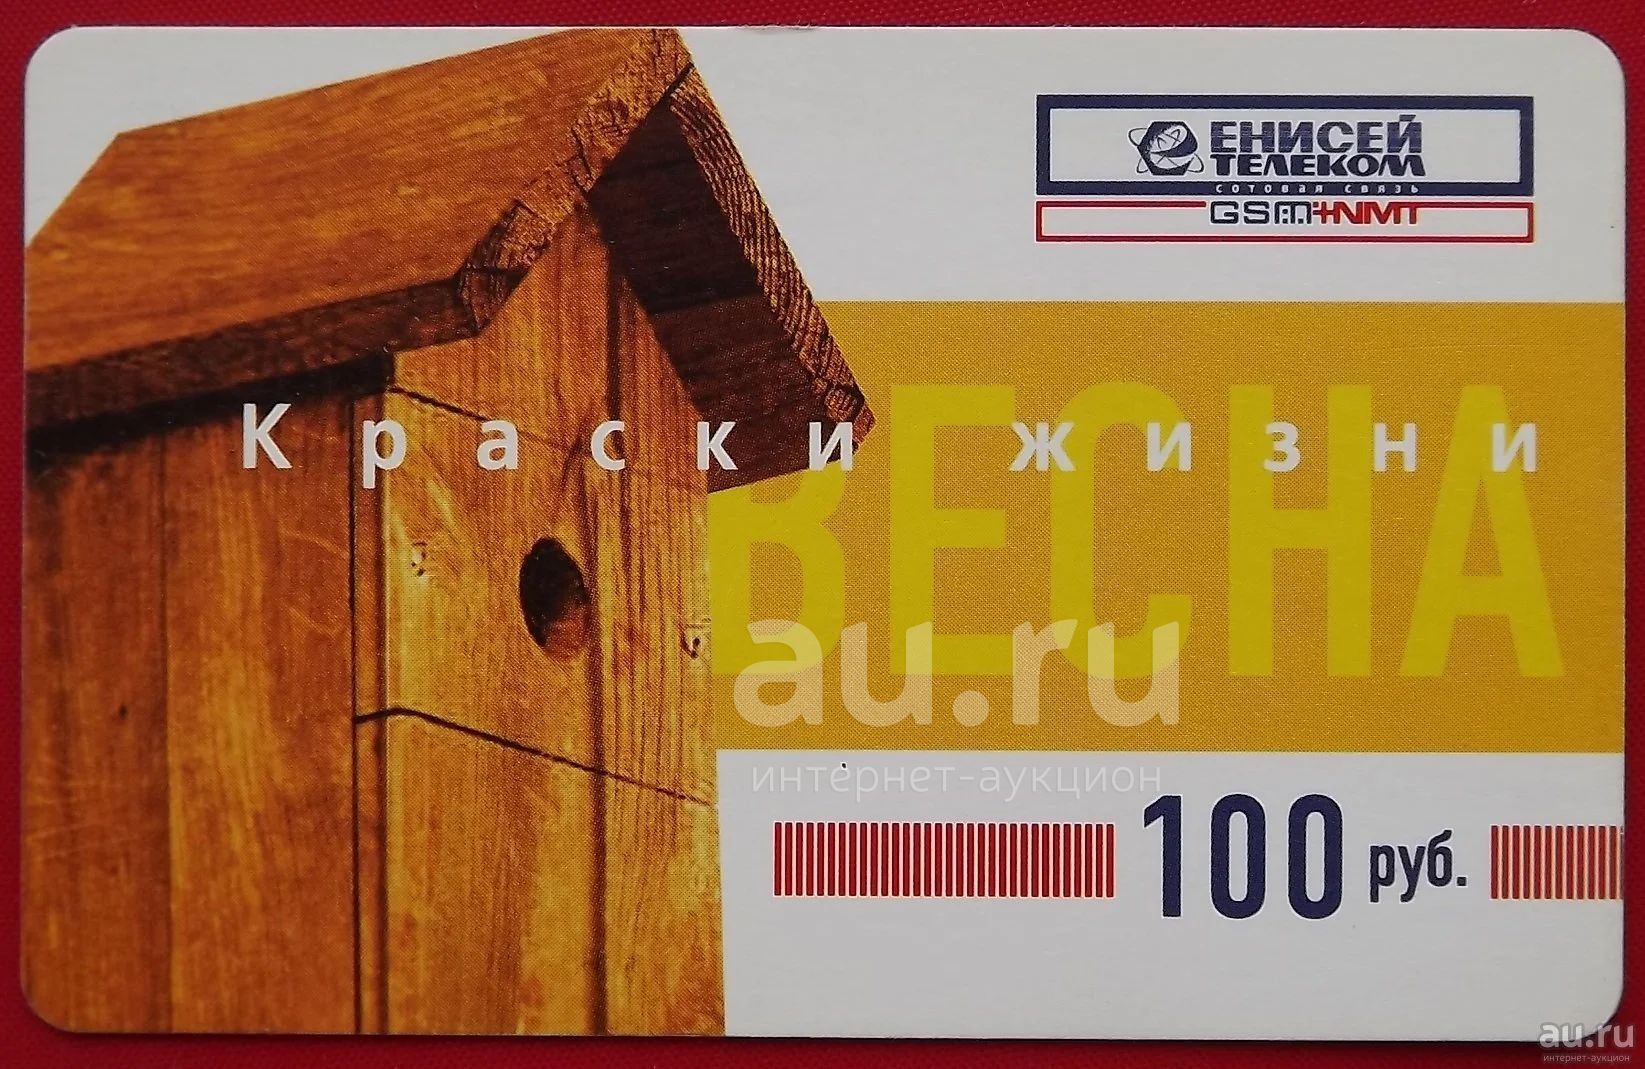 ЕНИСЕЙ
ТЕЛЕКОМ
сотовая связь
GSM+NMT
Краски жизни
ВЕСНА
au.ru
интернет-аукцион
100 руб.
au.ru
интернет-аукцион